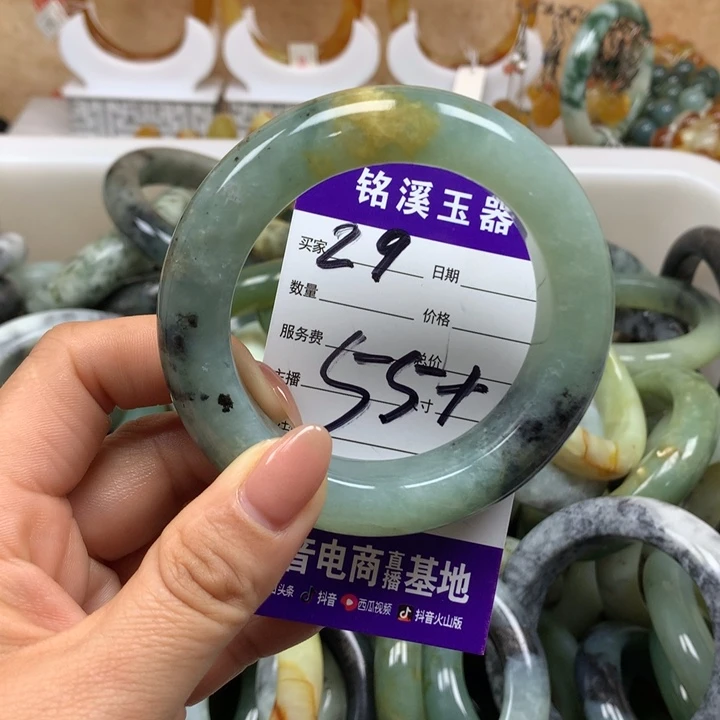 铭溪玉器
买家 29 日期
数量 价格
服务费 总价
主播 55+ 寸
音电商直播基地
头条 抖音 西瓜视频 抖音火山版